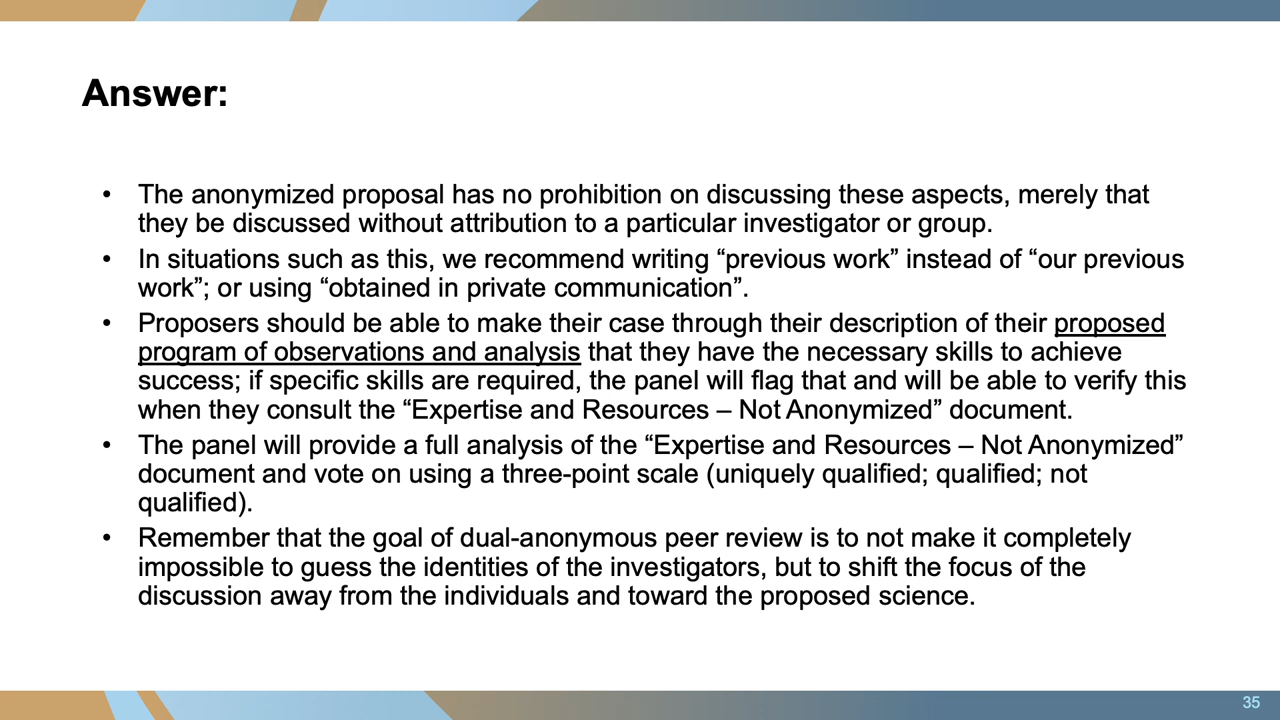 Answer:
• The anonymized proposal has no prohibition on discussing these aspects, merely that
they be discussed without attribution to a particular investigator or group.
• In situations such as this, we recommend writing “previous work” instead of “our previous
work”; or using “obtained in private communication”.
• Proposers should be able to make their case through their description of their proposed
program of observations and analysis that they have the necessary skills to achieve
success; if specific skills are required, the panel will flag that and will be able to verify this
when they consult the “Expertise and Resources – Not Anonymized” document.
• The panel will provide a full analysis of the “Expertise and Resources – Not Anonymized”
document and vote on using a three-point scale (uniquely qualified; qualified; not
qualified).
• Remember that the goal of dual-anonymous peer review is to not make it completely
impossible to guess the identities of the investigators, but to shift the focus of the
discussion away from the individuals and toward the proposed science.
35